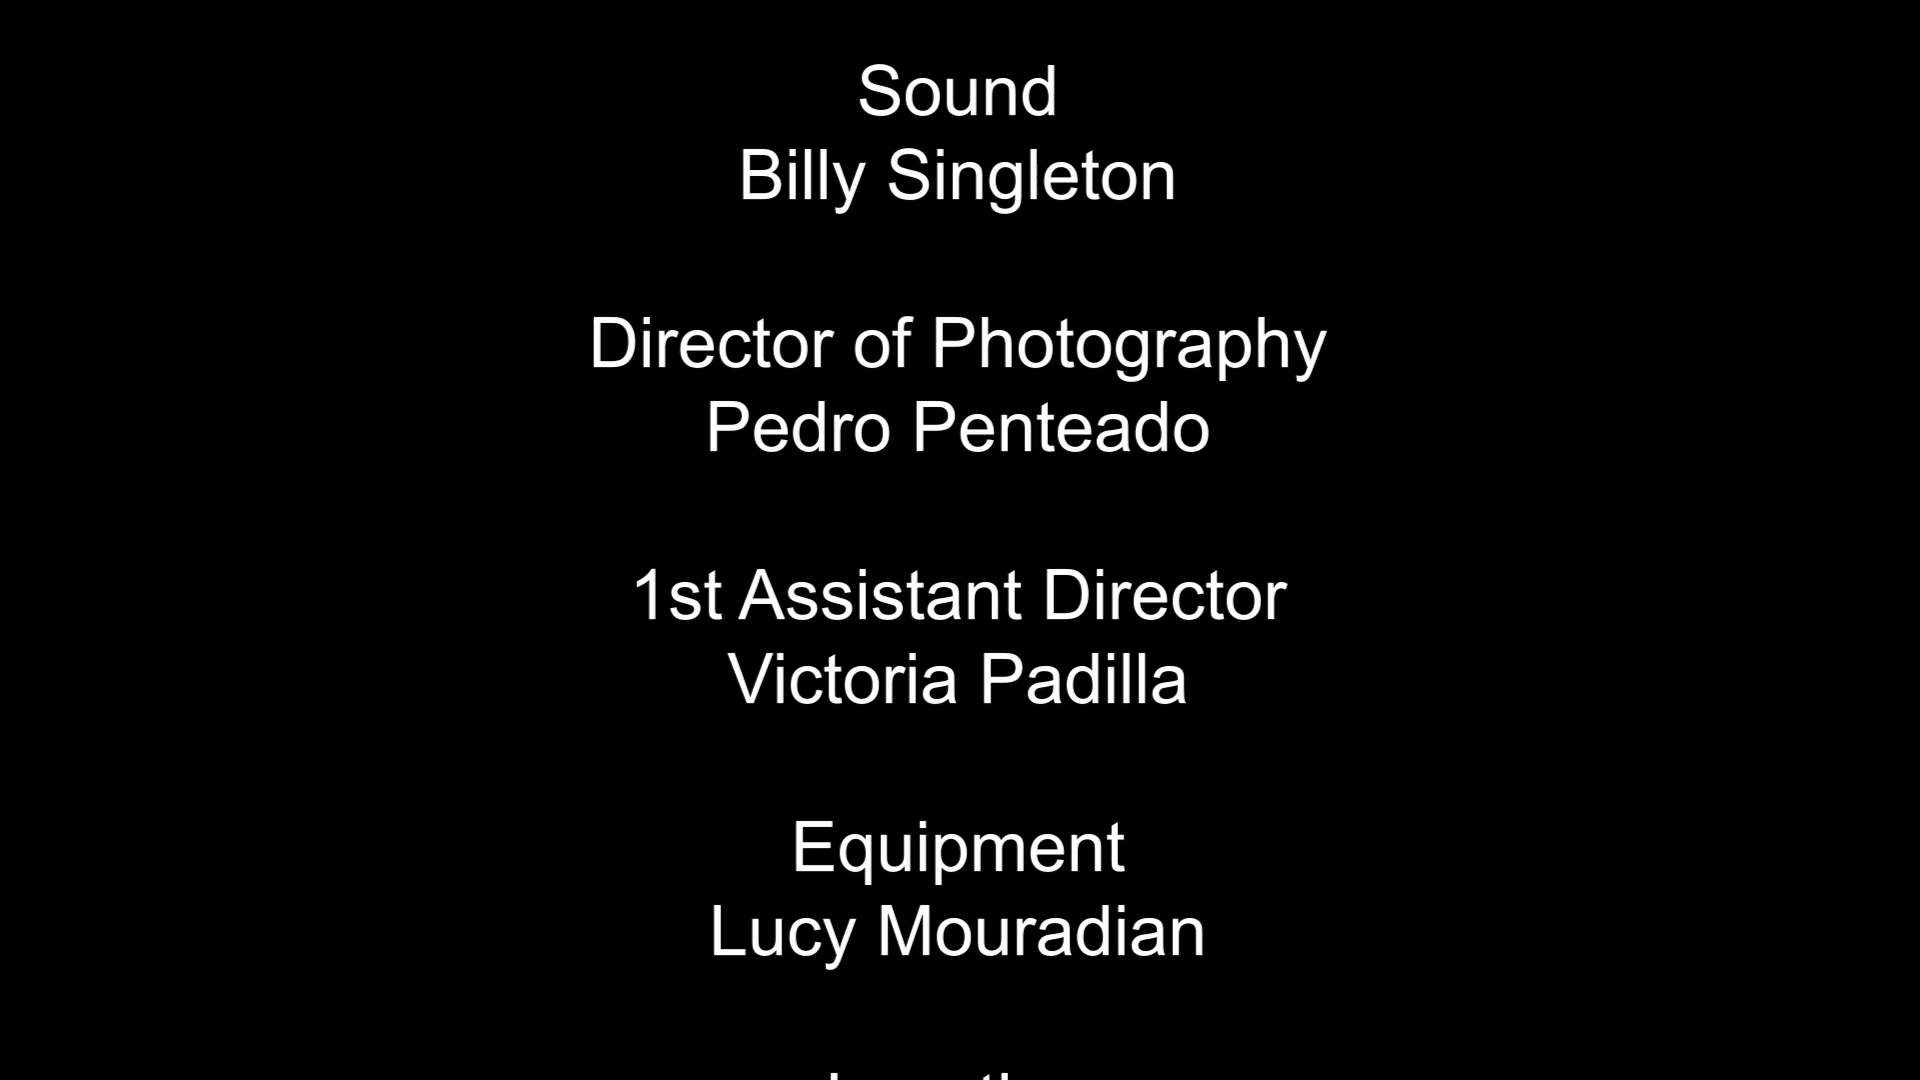 Sound
Billy Singleton
Director of Photography
Pedro Penteado
1st Assistant Director
Victoria Padilla
Equipment
Lucy Mouradian